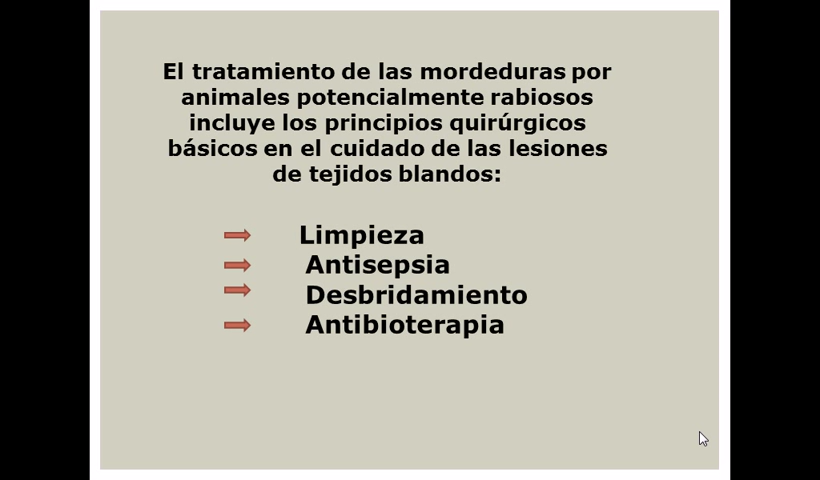 El tratamiento de las mordeduras por
animales potencialmente rabiosos
incluye los principios quirúrgicos
básicos en el cuidado de las lesiones
de tejidos blandos:
Limpieza
Antisepsia
Desbridamiento
Antibioterapia